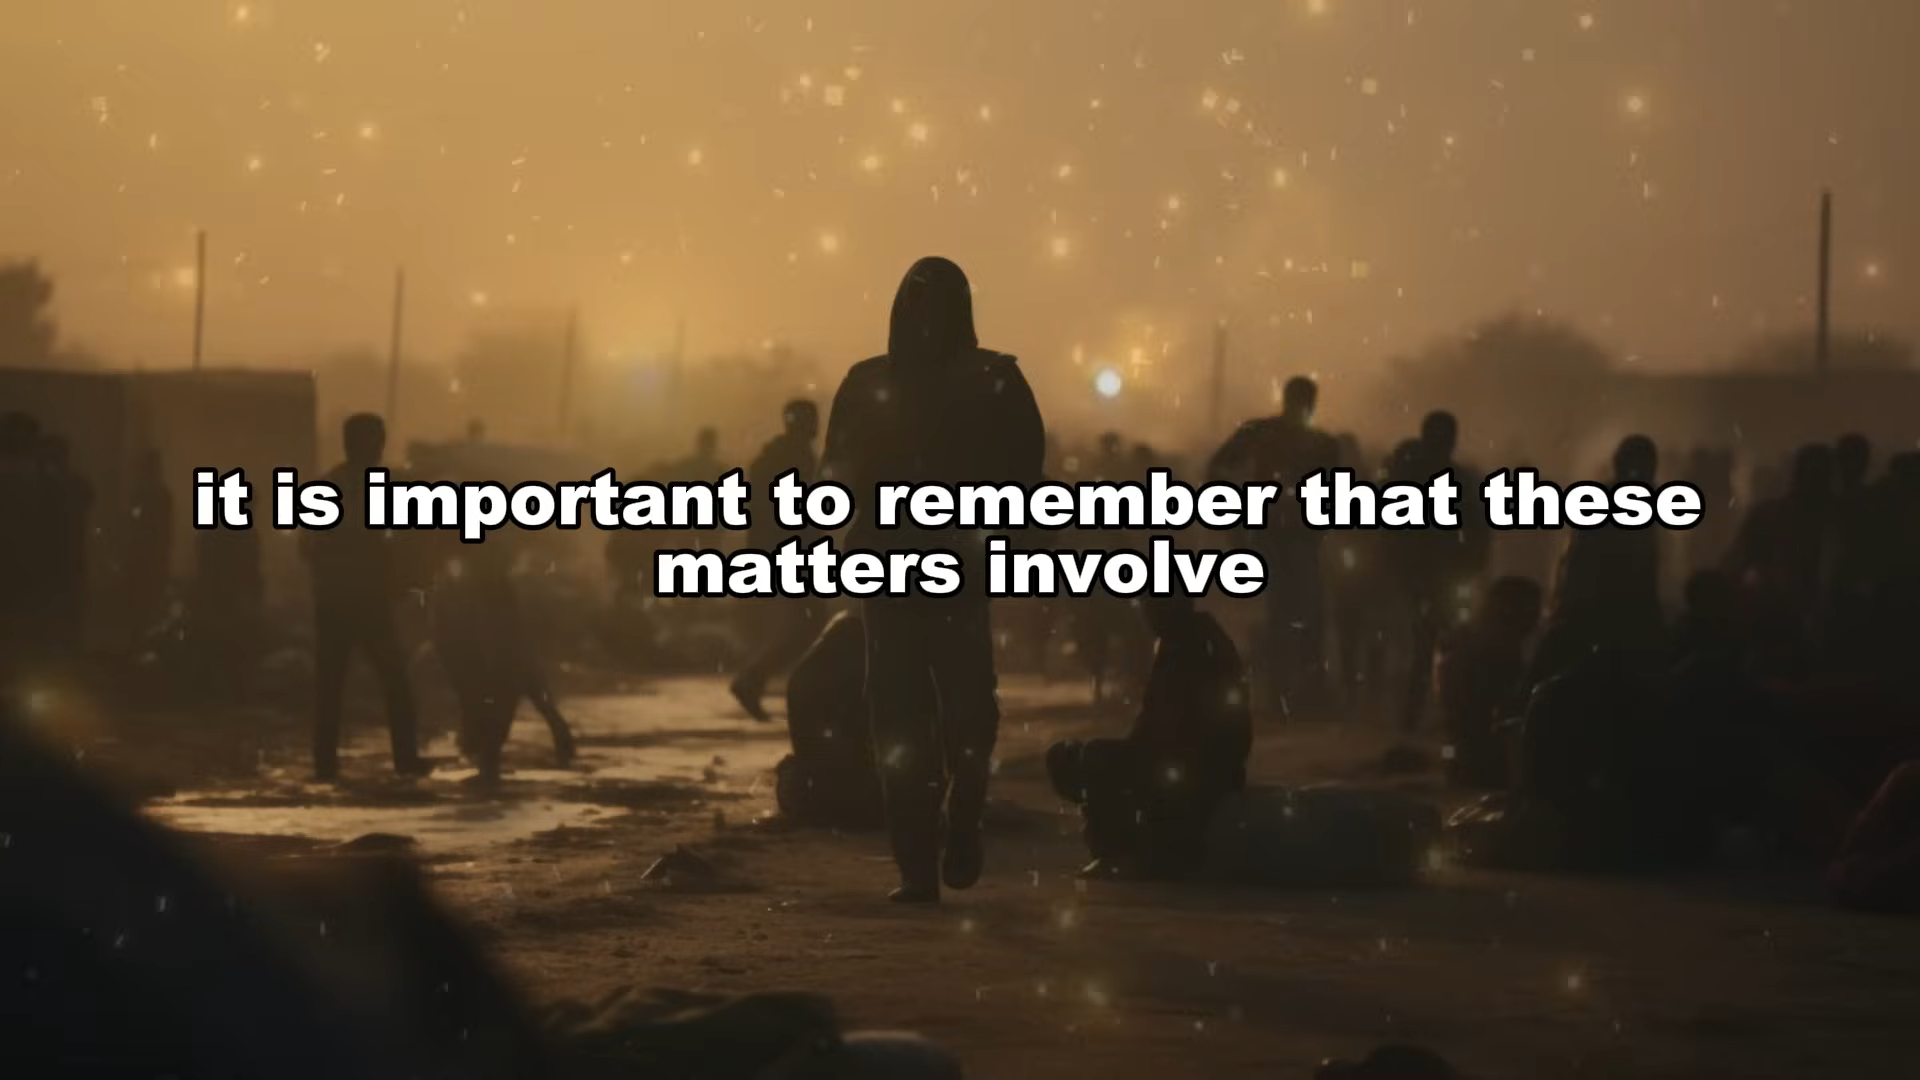 it is important to remember that these
matters involve